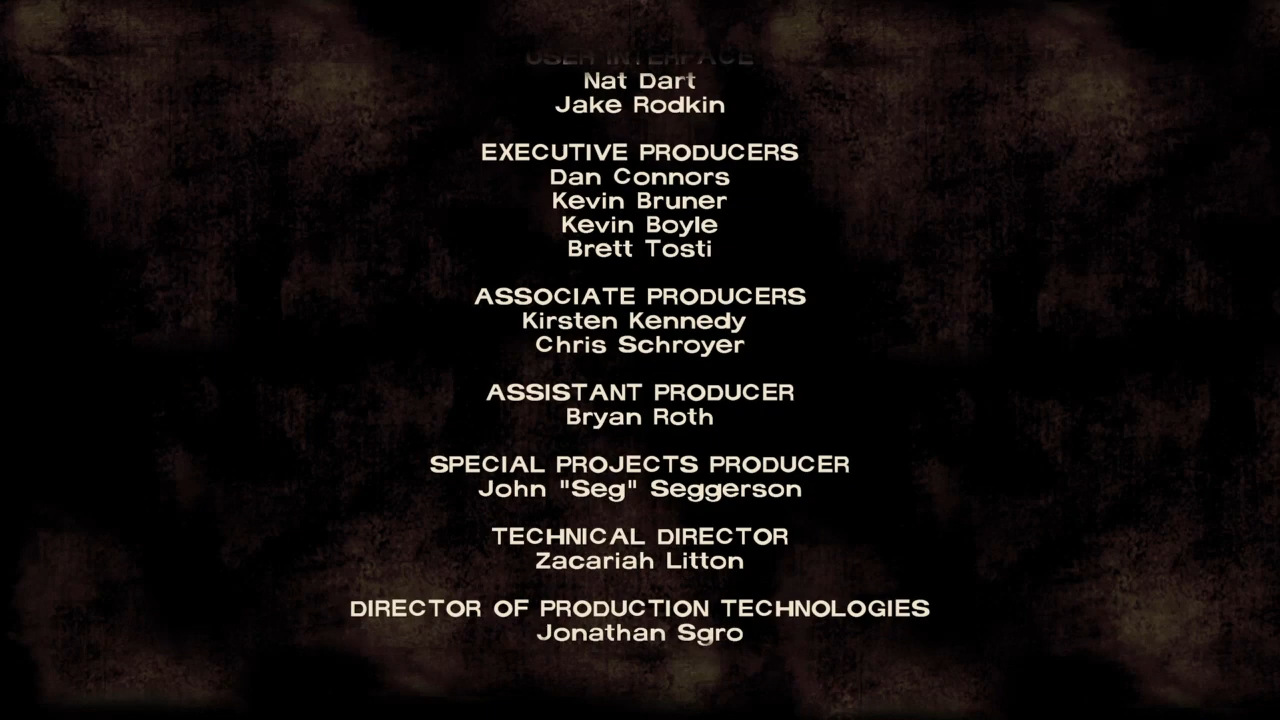 USER INTERFACE
Nat Dart
Jake Rodkin
EXECUTIVE PRODUCERS
Dan Connors
Kevin Bruner
Kevin Boyle
Brett Tosti
ASSOCIATE PRODUCERS
Kirsten Kennedy
Chris Schroyer
ASSISTANT PRODUCER
Bryan Roth
SPECIAL PROJECTS PRODUCER
John "Seg" Seggerson
TECHNICAL DIRECTOR
Zacariah Litton
DIRECTOR OF PRODUCTION TECHNOLOGIES
Jonathan Sgro